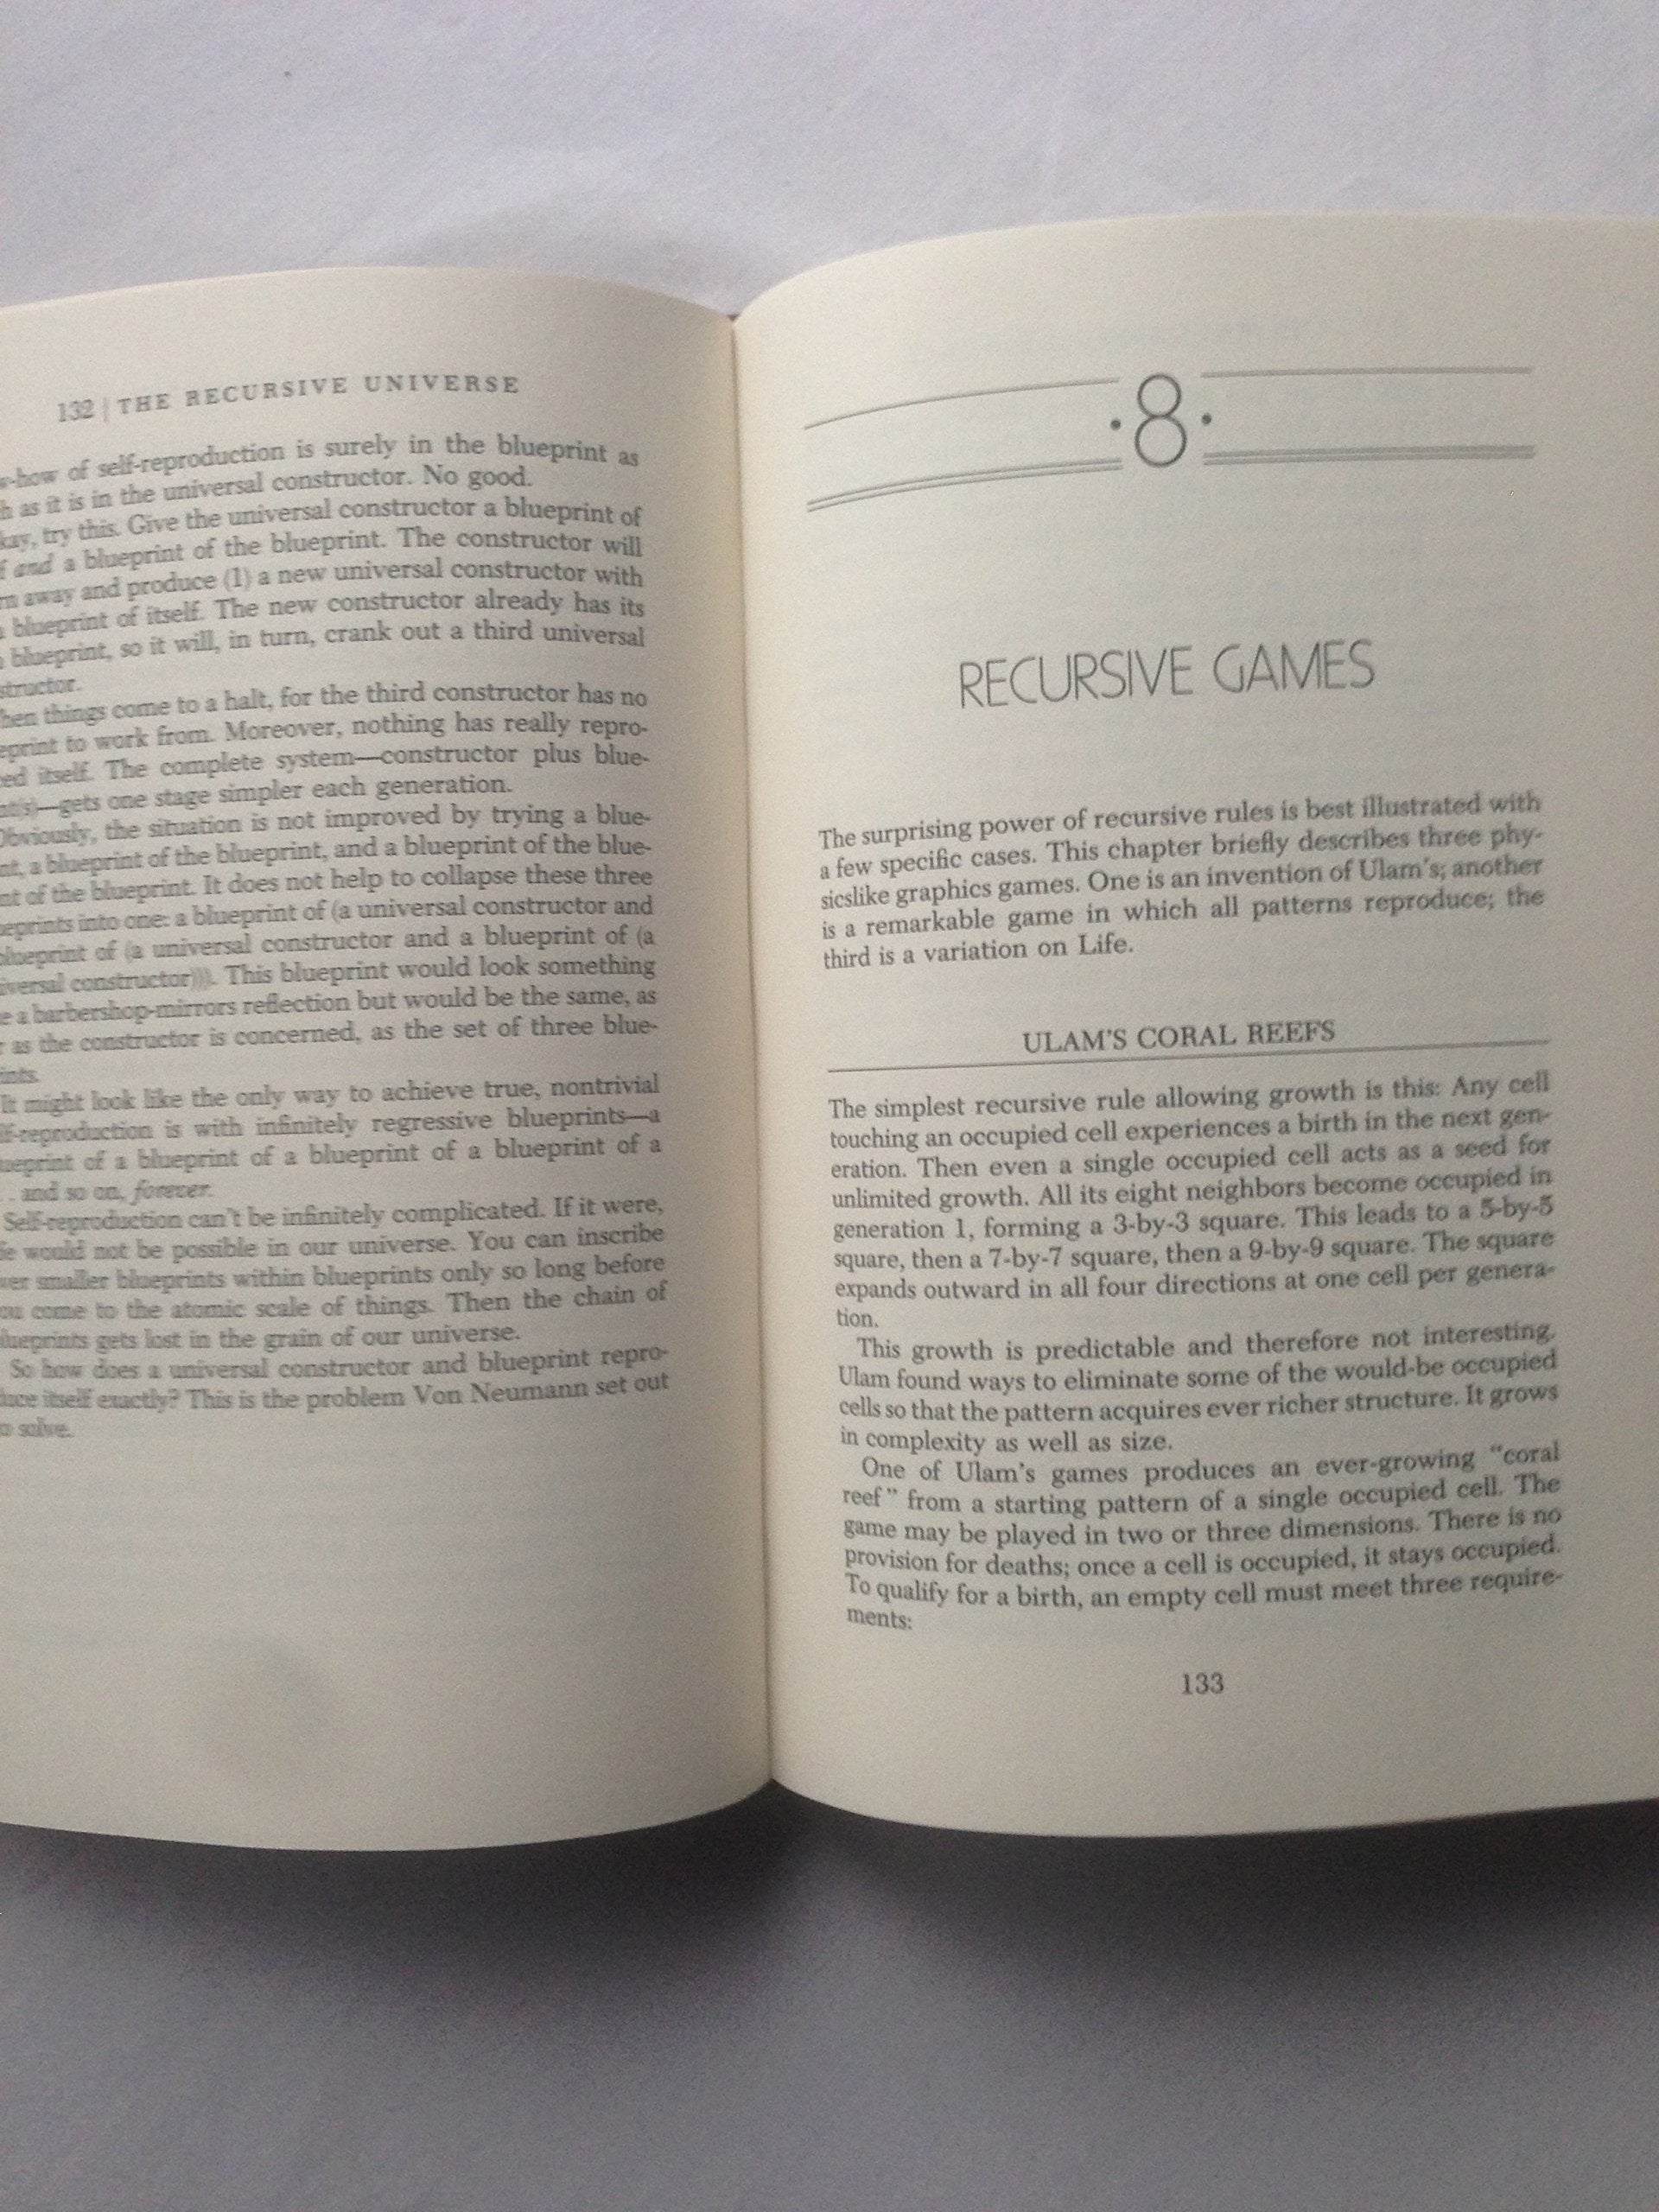 132 | THE RECURSIVE UNIVERSE
w-how of self-reproduction is surely in the blueprint as
h as it is in the universal constructor. No good.
kay, try this. Give the universal constructor a blueprint of
f and a blueprint of the blueprint. The constructor will
rn away and produce (1) a new universal constructor with
blueprint of itself. The new constructor already has its
blueprint, so it will, in turn, crank out a third universal
structor.
hen things come to a halt, for the third constructor has no
eprint to work from. Moreover, nothing has really repro-
ed itself. The complete system—constructor plus blue-
nt(s)—gets one stage simpler each generation.
Obviously, the situation is not improved by trying a blue-
nt, a blueprint of the blueprint, and a blueprint of the blue-
nt of the blueprint. It does not help to collapse these three
eprints into one: a blueprint of (a universal constructor and
blueprint of (a universal constructor and a blueprint of (a
iversal constructor))). This blueprint would look something
e a barbershop-mirrors reflection but would be the same, as
r as the constructor is concerned, as the set of three blue-
ints.
It might look like the only way to achieve true, nontrivial
lf-reproduction is with infinitely regressive blueprints—a
ueprint of a blueprint of a blueprint of a blueprint of a
. . and so on, forever.
Self-reproduction can't be infinitely complicated. If it were,
fe would not be possible in our universe. You can inscribe
ver smaller blueprints within blueprints only so long before
ou come to the atomic scale of things. Then the chain of
lueprints gets lost in the grain of our universe.
So how does a universal constructor and blueprint repro-
uce itself exactly? This is the problem Von Neumann set out
o solve.
·8·
RECURSIVE GAMES
The surprising power of recursive rules is best illustrated with
a few specific cases. This chapter briefly describes three phy-
sicslike graphics games. One is an invention of Ulam's; another
is a remarkable game in which all patterns reproduce; the
third is a variation on Life.
ULAM'S CORAL REEFS
The simplest recursive rule allowing growth is this: Any cell
touching an occupied cell experiences a birth in the next gen-
eration. Then even a single occupied cell acts as a seed for
unlimited growth. All its eight neighbors become occupied in
generation 1, forming a 3-by-3 square. This leads to a 5-by-5
square, then a 7-by-7 square, then a 9-by-9 square. The square
expands outward in all four directions at one cell per genera-
tion.
This growth is predictable and therefore not interesting.
Ulam found ways to eliminate some of the would-be occupied
cells so that the pattern acquires ever richer structure. It grows
in complexity as well as size.
One of Ulam's games produces an ever-growing "coral
reef" from a starting pattern of a single occupied cell. The
game may be played in two or three dimensions. There is no
provision for deaths; once a cell is occupied, it stays occupied.
To qualify for a birth, an empty cell must meet three require-
ments:
133